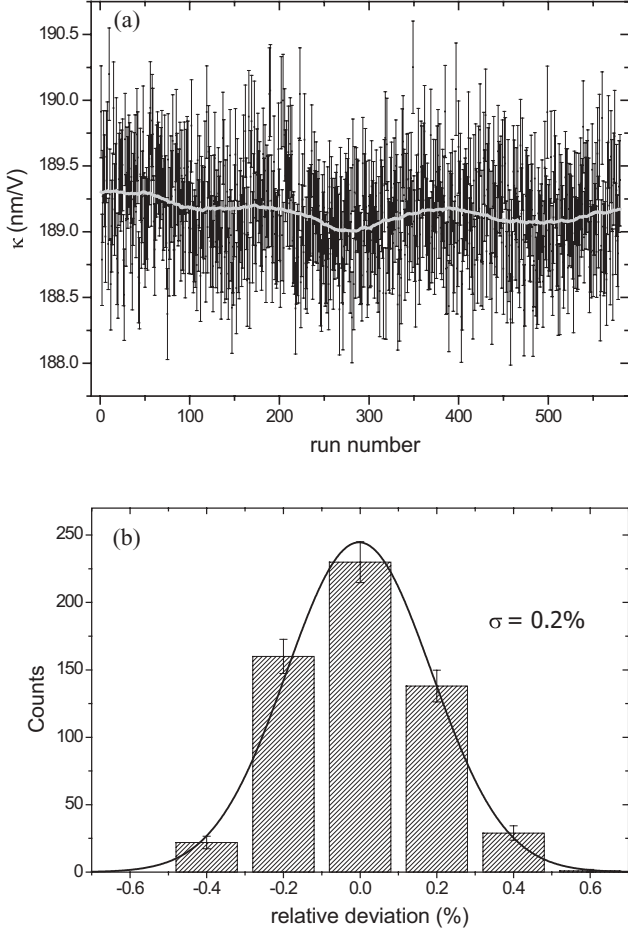 (a)
190.5
190.0
189.5
189.0
188.5
188.0
κ (nm/V)
0 100 200 300 400 500
run number
(b)
250
200
150
100
50
0
Counts
σ = 0.2%
-0.6 -0.4 -0.2 0.0 0.2 0.4 0.6
relative deviation (%)